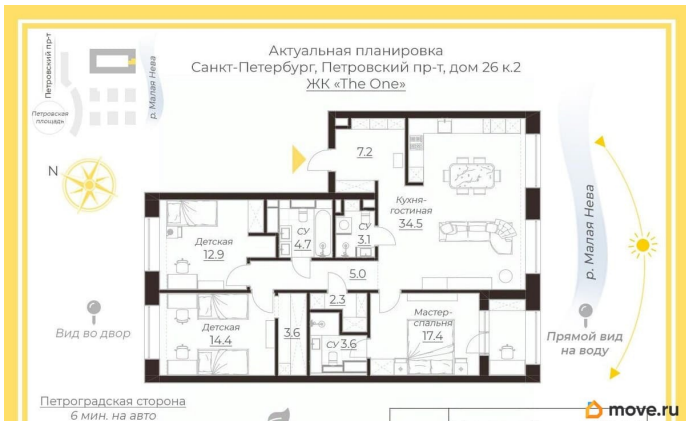 Актуальная планировка
Санкт-Петербург, Петровский пр-т, дом 26 к.2
ЖК «The One»
Петровский пр-т
р. Малая Нева
Петровская
площадь
N
7.2
Кухня-
гостиная
34.5
Детская
12.9
СУ
4.7
СУ
3.1
5.0
2.3
Детская
14.4
3.6
СУ 3.6
Мастер-
спальня
17.4
р. Малая Нева
Вид во двор
Прямой вид
на воду
Петроградская сторона
6 мин. на авто
move.ru